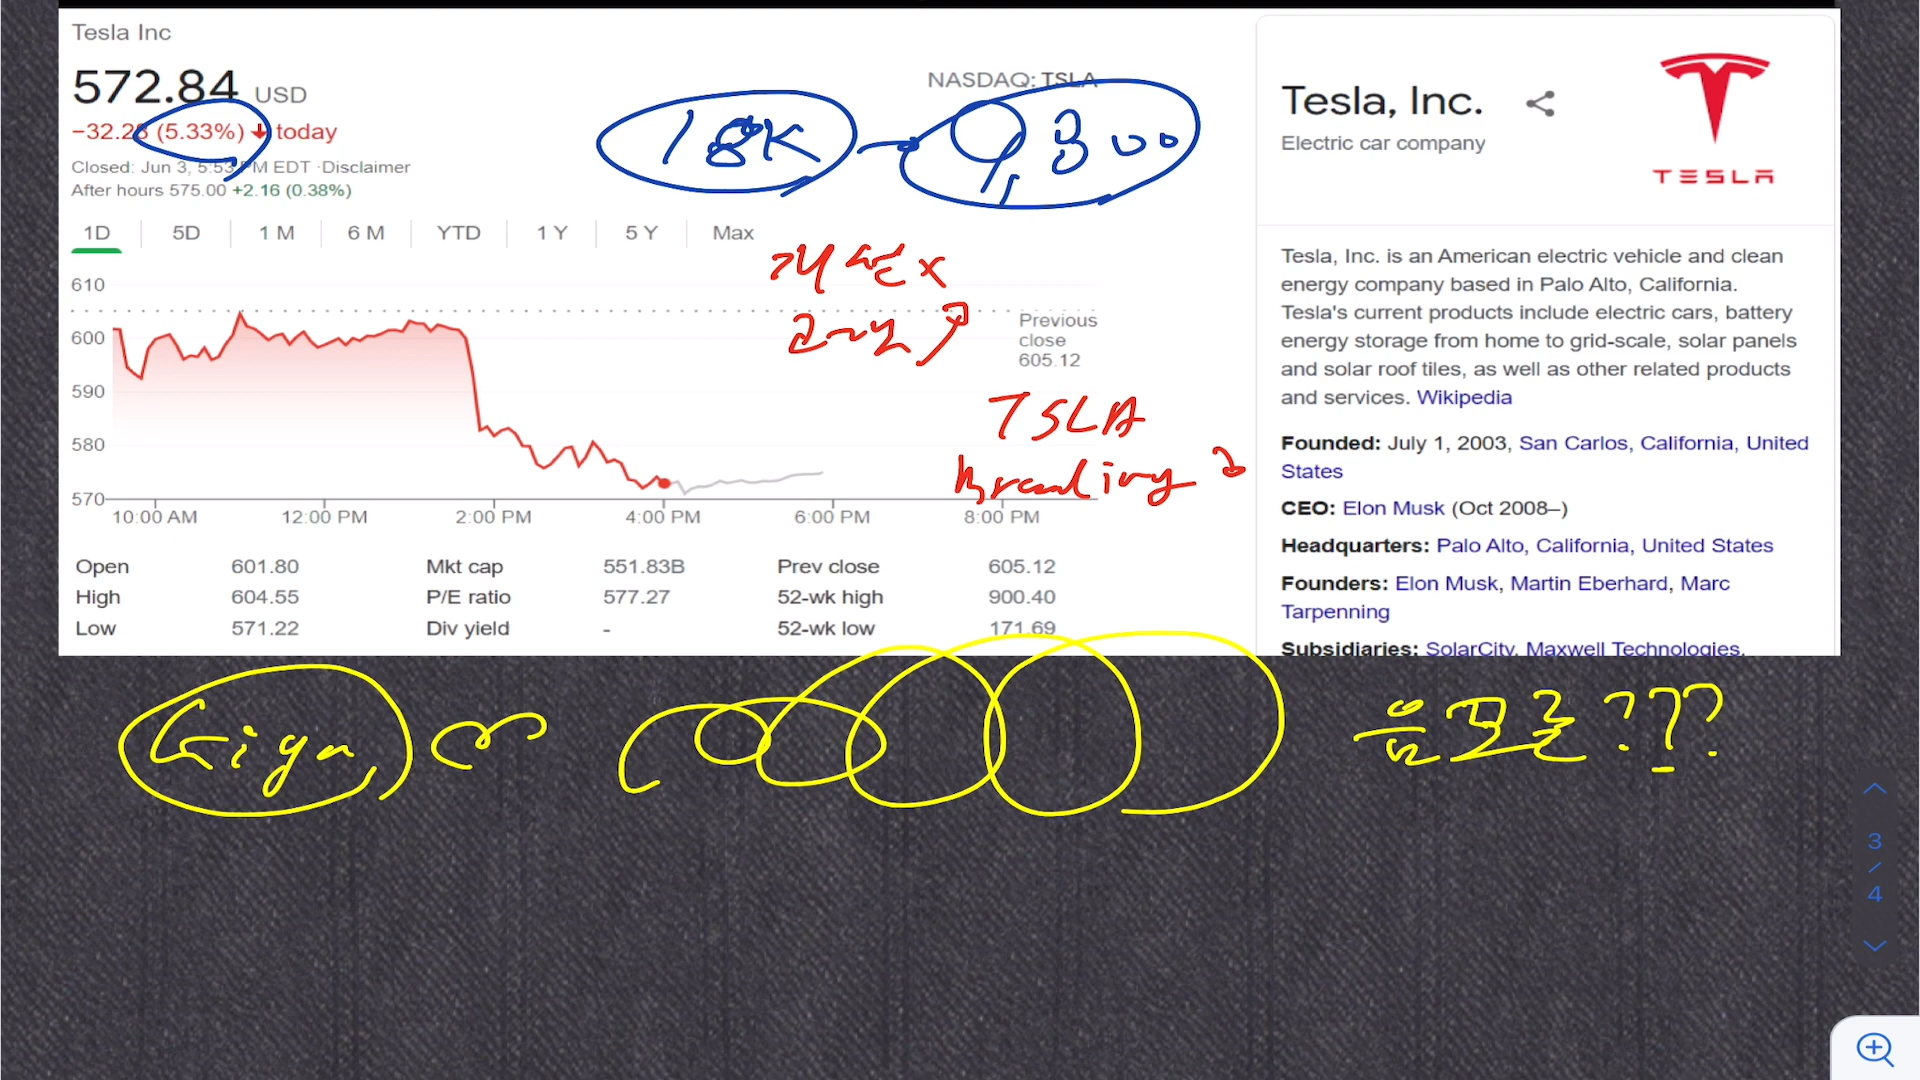 Tesla Inc
572.84 USD
−32.28 (5.33%) today
Closed: Jun 3, 5:53 PM EDT · Disclaimer
After hours 575.00 +2.16 (0.38%)
NASDAQ: TSLA
18K
9,800
1D 5D 1 M 6 M YTD 1 Y 5 Y Max
610
600
590
580
570
Previous
close
605.12
TSLA
10:00 AM 12:00 PM 2:00 PM 4:00 PM 6:00 PM 8:00 PM
Open 601.80 Mkt cap 551.83B Prev close 605.12
High 604.55 P/E ratio 577.27 52-wk high 900.40
Low 571.22 Div yield - 52-wk low 171.69
Tesla, Inc.
Electric car company
TESLA
Tesla, Inc. is an American electric vehicle and clean
energy company based in Palo Alto, California.
Tesla's current products include electric cars, battery
energy storage from home to grid-scale, solar panels
and solar roof tiles, as well as other related products
and services. Wikipedia
Founded: July 1, 2003, San Carlos, California, United
States
CEO: Elon Musk (Oct 2008–)
Headquarters: Palo Alto, California, United States
Founders: Elon Musk, Martin Eberhard, Marc
Tarpenning
Subsidiaries: SolarCity, Maxwell Technologies,
Giga
음모론???
3
/
4